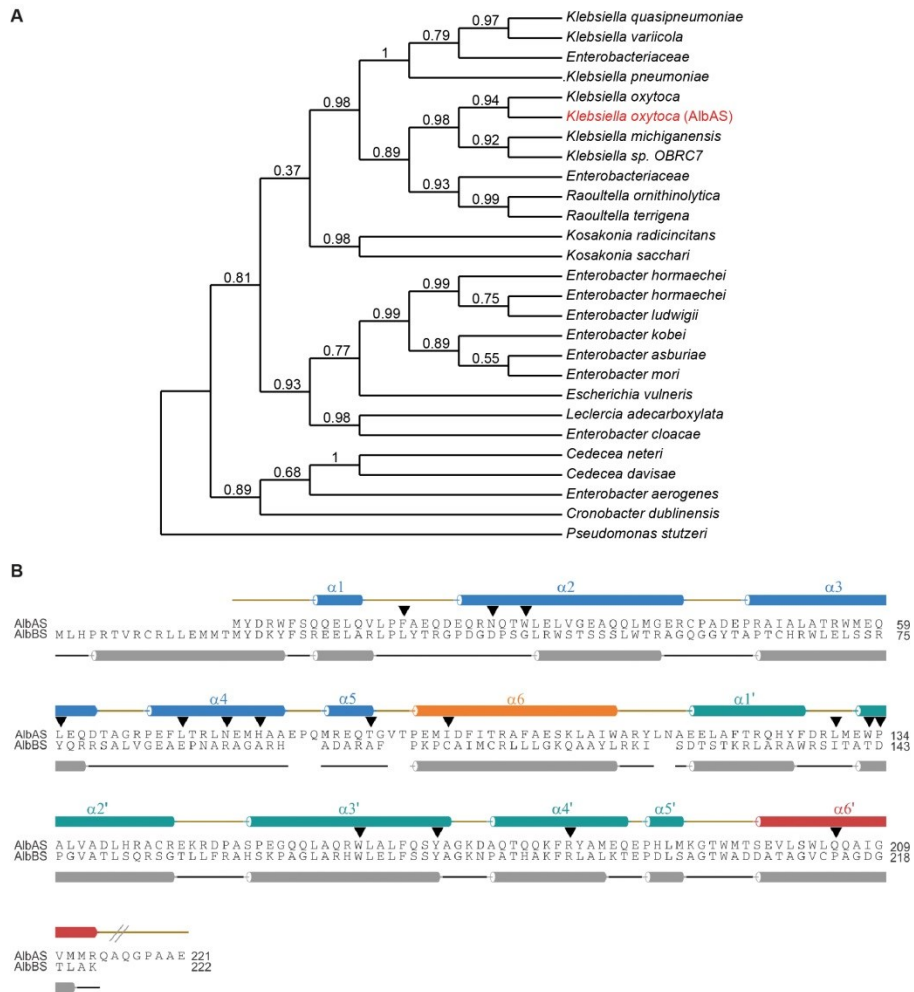 A
0.97
Klebsiella quasipneumoniae
0.79
Klebsiella variicola
1
Enterobacteriaceae
.Klebsiella pneumoniae
0.98
0.94
Klebsiella oxytoca
0.98
Klebsiella oxytoca (AlbAS)
0.92
Klebsiella michiganensis
0.89
Klebsiella sp. OBRC7
0.37
0.93
Enterobacteriaceae
0.99
Raoultella ornithinolytica
Raoultella terrigena
0.98
Kosakonia radicincitans
Kosakonia sacchari
0.81
0.99
Enterobacter hormaechei
0.75
Enterobacter hormaechei
0.99
Enterobacter ludwigii
0.89
Enterobacter kobei
0.55
Enterobacter asburiae
0.77
Enterobacter mori
0.93
Escherichia vulneris
0.98
Leclercia adecarboxylata
Enterobacter cloacae
1
Cedecea neteri
0.68
Cedecea davisae
0.89
Enterobacter aerogenes
Cronobacter dublinensis
Pseudomonas stutzeri
B
α1 α2 α3
AlbAS MYDRWFSQQELQVLPFAEQDEQRNQTWLELVGEAQQLMGERCPADEPRAIALATRWMEQ 59
AlbBS MLHPRTVRCRLLEMMTMYDKYFSREELARLPLYTRGPDGDPSGLRWSTSSSLWTRAGQGGYTAPTCHRWLELSSR 75
α4 α5 α6 α1'
AlbAS LEQDTAGRPEFLTRLNEMHAAEPQMREQTGVTPEMIDFITRAFAESKLAIWARYLNAEELAFTRQHYFDRLMEWP 134
AlbBS YQRRSALVGEAEPNARAGARH ADARAF PKPCAIMCRLLLGKQAAYLRKI SDTSTKRLARAWRSITATD 143
α2' α3' α4' α5' α6'
AlbAS ALVADLHRACREKRDPASPEGQQLAQRWLALFQSYAGKDAQTQQKFRYAMEQEPHLMKGTWMTSEVLSWLQQAIG 209
AlbBS PGVATLSQRSGTLLFRAHSKPAGLARHWIELFQSSYAGNPATHAKFRLALKTEPDLSAGTWADDATAGVCPAGDG 218
AlbAS VMMRQAQGPAAE 221
AlbBS TLAK 222